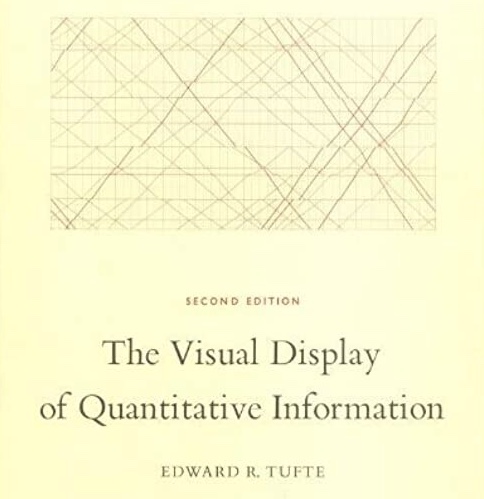 SECOND EDITION
The Visual Display
of Quantitative Information
EDWARD R. TUFTE